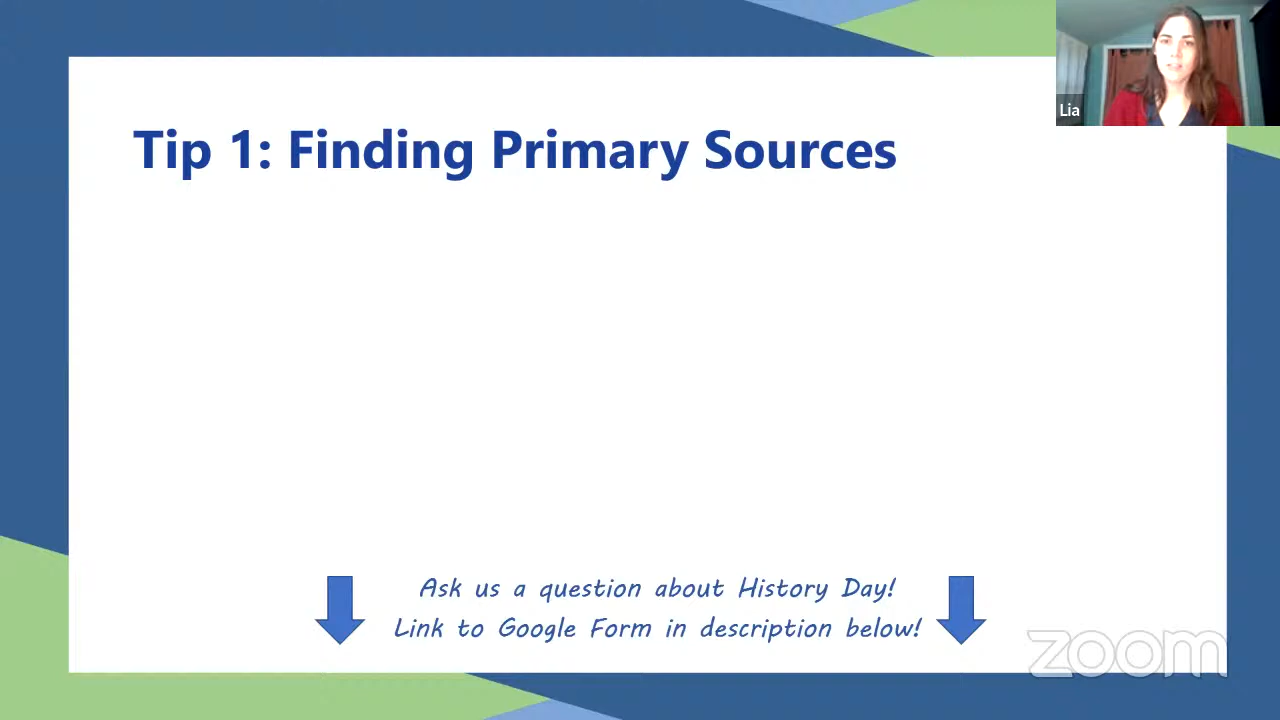 Lia
Tip 1: Finding Primary Sources
Ask us a question about History Day!
Link to Google Form in description below!
zoom